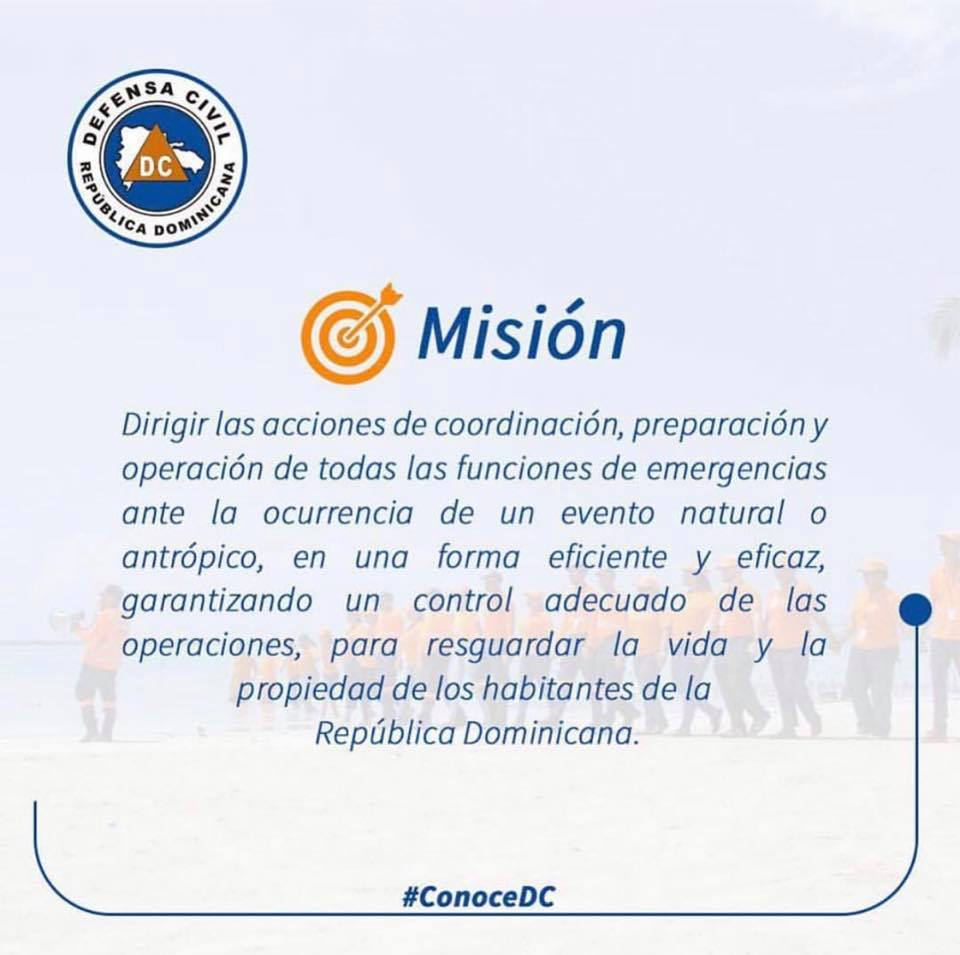 DEFENSA CIVIL
DC
REPÚBLICA DOMINICANA
Misión
Dirigir las acciones de coordinación, preparación y
operación de todas las funciones de emergencias
ante la ocurrencia de un evento natural o
antrópico, en una forma eficiente y eficaz,
garantizando un control adecuado de las
operaciones, para resguardar la vida y la
propiedad de los habitantes de la
República Dominicana.
#ConoceDC